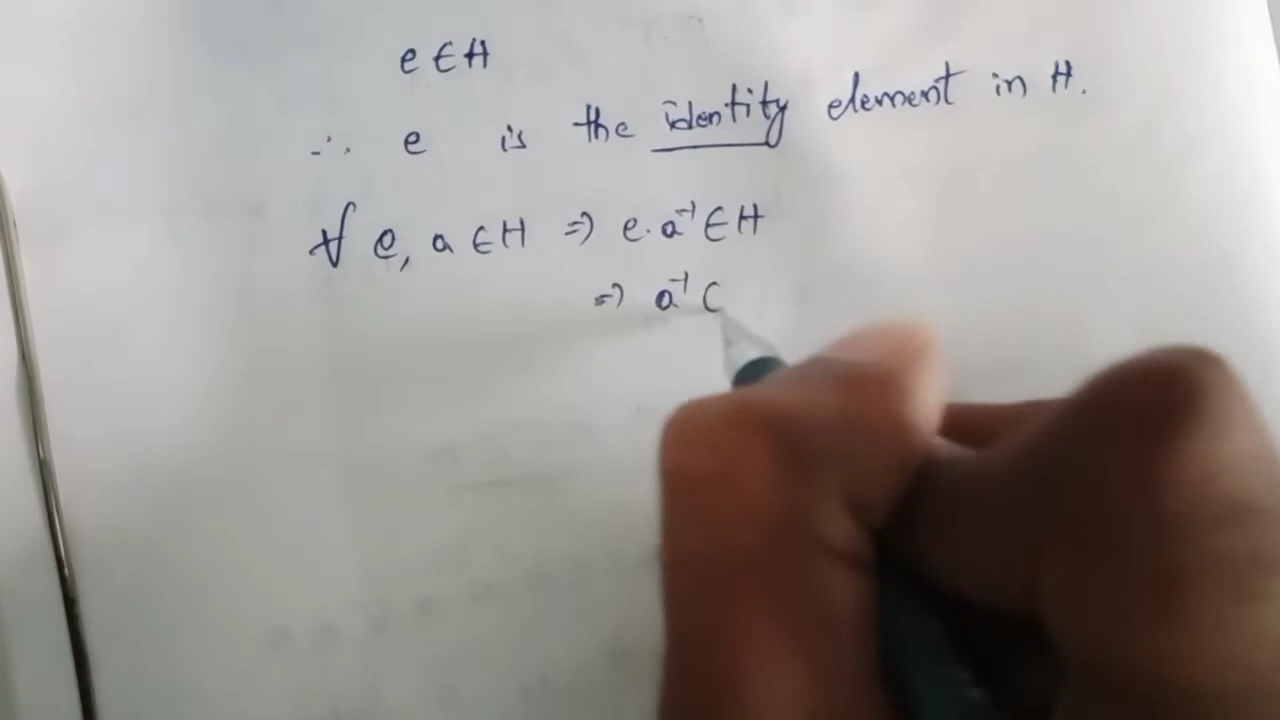 e ∈ H
∴ e is the identity element in H.
∀ e, a ∈ H ⇒ e·a⁻¹ ∈ H
⇒ a⁻¹ C